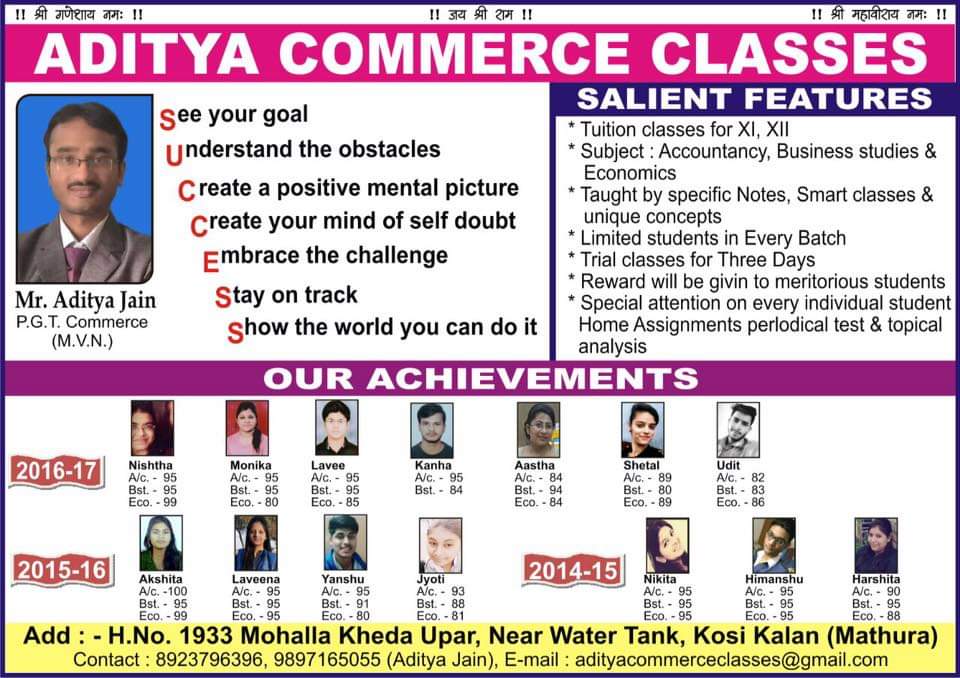 !! श्री गणेशाय नमः !! !! जय श्री राम !! !! श्री महावीराय नमः !!
ADITYA COMMERCE CLASSES
Mr. Aditya Jain
P.G.T. Commerce
(M.V.N.)
See your goal
Understand the obstacles
Create a positive mental picture
Create your mind of self doubt
Embrace the challenge
Stay on track
Show the world you can do it
SALIENT FEATURES
* Tuition classes for XI, XII
* Subject : Accountancy, Business studies &
Economics
* Taught by specific Notes, Smart classes &
unique concepts
* Limited students in Every Batch
* Trial classes for Three Days
* Reward will be givin to meritorious students
* Special attention on every individual student
Home Assignments perlodical test & topical
analysis
OUR ACHIEVEMENTS
2016-17
Nishtha
A/c. - 95
Bst. - 95
Eco. - 99
Monika
A/c. - 95
Bst. - 95
Eco. - 80
Lavee
A/c. - 95
Bst. - 95
Eco. - 85
Kanha
A/c. - 95
Bst. - 84
Aastha
A/c. - 84
Bst. - 94
Eco. - 84
Shetal
A/c. - 89
Bst. - 80
Eco. - 89
Udit
A/c. - 82
Bst. - 83
Eco. - 86
2015-16
Akshita
A/c. -100
Bst. - 95
Eco. - 99
Laveena
A/c. - 95
Bst. - 95
Eco. - 95
Yanshu
A/c. - 95
Bst. - 91
Eco. - 80
Jyoti
A/c. - 93
Bst. - 88
Eco. - 81
2014-15
Nikita
A/c. - 95
Bst. - 95
Eco. - 95
Himanshu
A/c. - 95
Bst. - 95
Eco. - 95
Harshita
A/c. - 90
Bst. - 95
Eco. - 88
Add : - H.No. 1933 Mohalla Kheda Upar, Near Water Tank, Kosi Kalan (Mathura)
Contact : 8923796396, 9897165055 (Aditya Jain), E-mail : adityacommerceclasses@gmail.com